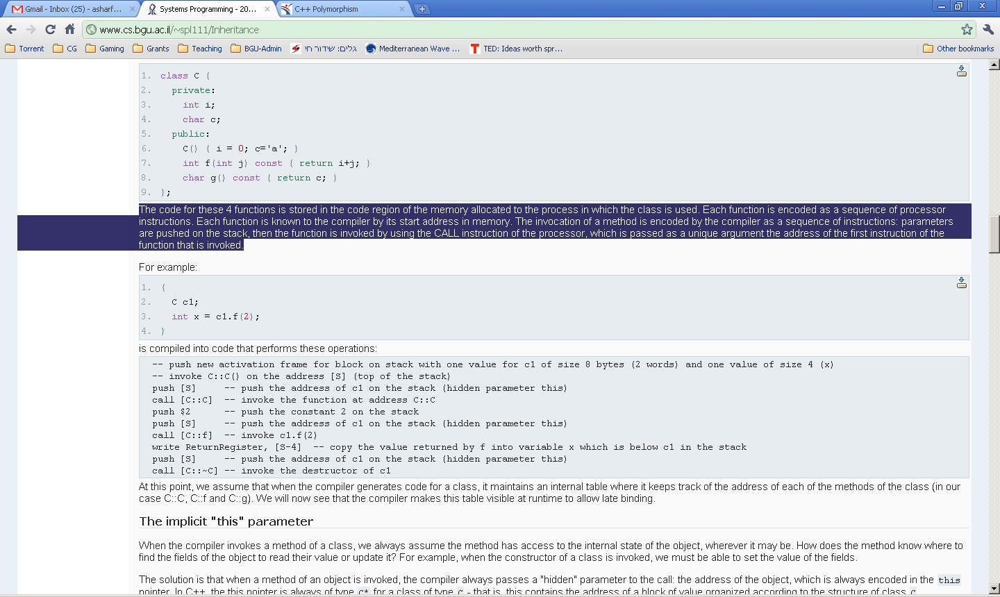 Gmail - Inbox (25) - asharf...
Systems Programming - 20...
C++ Polymorphism
www.cs.bgu.ac.il/~spl111/Inheritance
Torrent CG Gaming Grants Teaching BGU-Admin גלים: שידור חי Mediterranean Wave ... TED: Ideas worth spr... Other bookmarks
1. class C {
2. private:
3. int i;
4. char c;
5. public:
6. C() { i = 0; c='a'; }
7. int f(int j) const { return i+j; }
8. char g() const { return c; }
9. };
The code for these 4 functions is stored in the code region of the memory allocated to the process in which the class is used. Each function is encoded as a sequence of processor
instructions. Each function is known to the compiler by its start address in memory. The invocation of a method is encoded by the compiler as a sequence of instructions: parameters
are pushed on the stack, then the function is invoked by using the CALL instruction of the processor, which is passed as a unique argument the address of the first instruction of the
function that is invoked.
For example:
1. {
2. C c1;
3. int x = c1.f(2);
4. }
is compiled into code that performs these operations:
-- push new activation frame for block on stack with one value for c1 of size 8 bytes (2 words) and one value of size 4 (x)
-- invoke C::C() on the address [S] (top of the stack)
push [S] -- push the address of c1 on the stack (hidden parameter this)
call [C::C] -- invoke the function at address C::C
push $2 -- push the constant 2 on the stack
push [S] -- push the address of c1 on the stack (hidden parameter this)
call [C::f] -- invoke c1.f(2)
write ReturnRegister, [S-4] -- copy the value returned by f into variable x which is below c1 in the stack
push [S] -- push the address of c1 on the stack (hidden parameter this)
call [C::~C] -- invoke the destructor of c1
At this point, we assume that when the compiler generates code for a class, it maintains an internal table where it keeps track of the address of each of the methods of the class (in our
case C::C, C::f and C::g). We will now see that the compiler makes this table visible at runtime to allow late binding.
The implicit "this" parameter
When the compiler invokes a method of a class, we always assume the method has access to the internal state of the object, wherever it may be. How does the method know where to
find the fields of the object to read their value or update it? For example, when the constructor of a class is invoked, we must be able to set the value of the fields.
The solution is that when a method of an object is invoked, the compiler always passes a "hidden" parameter to the call: the address of the object, which is always encoded in the this
pointer. In C++, the this pointer is always of type C* for a class of type C - that is, this contains the address of a block of value organized according to the structure of class C